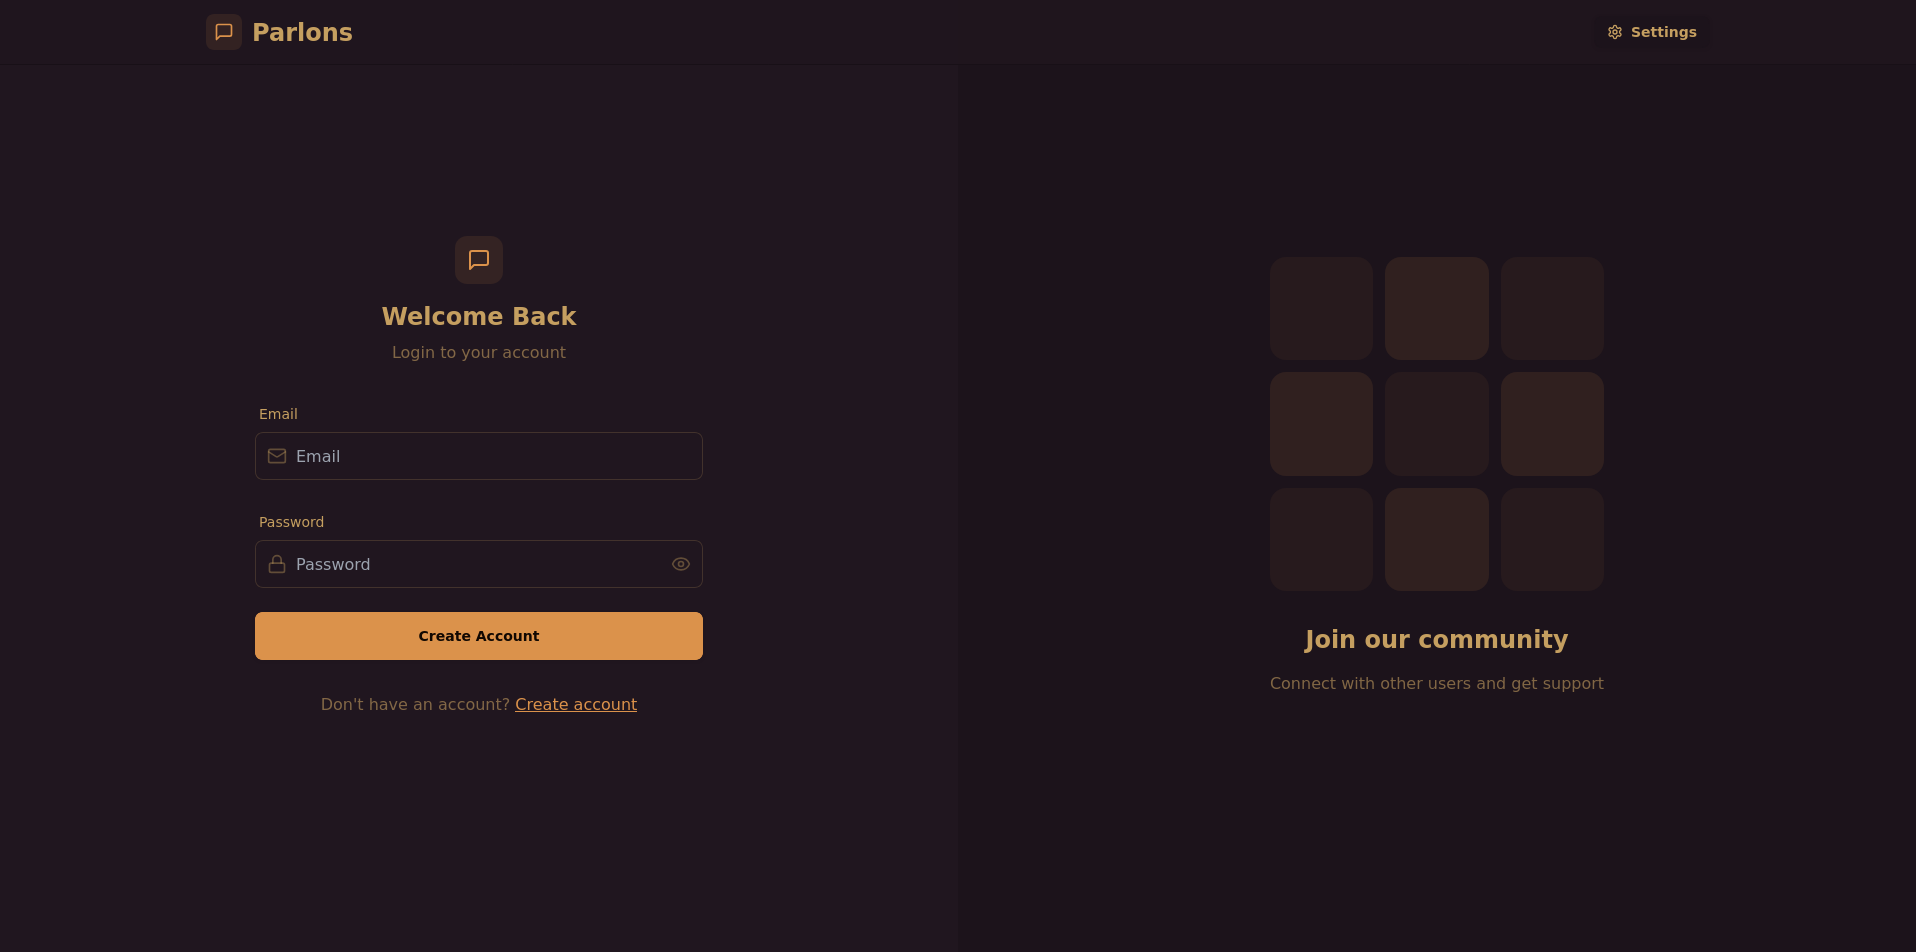 Parlons
Settings
Welcome Back
Login to your account
Email
Email
Password
Password
Create Account
Don't have an account? Create account
Join our community
Connect with other users and get support